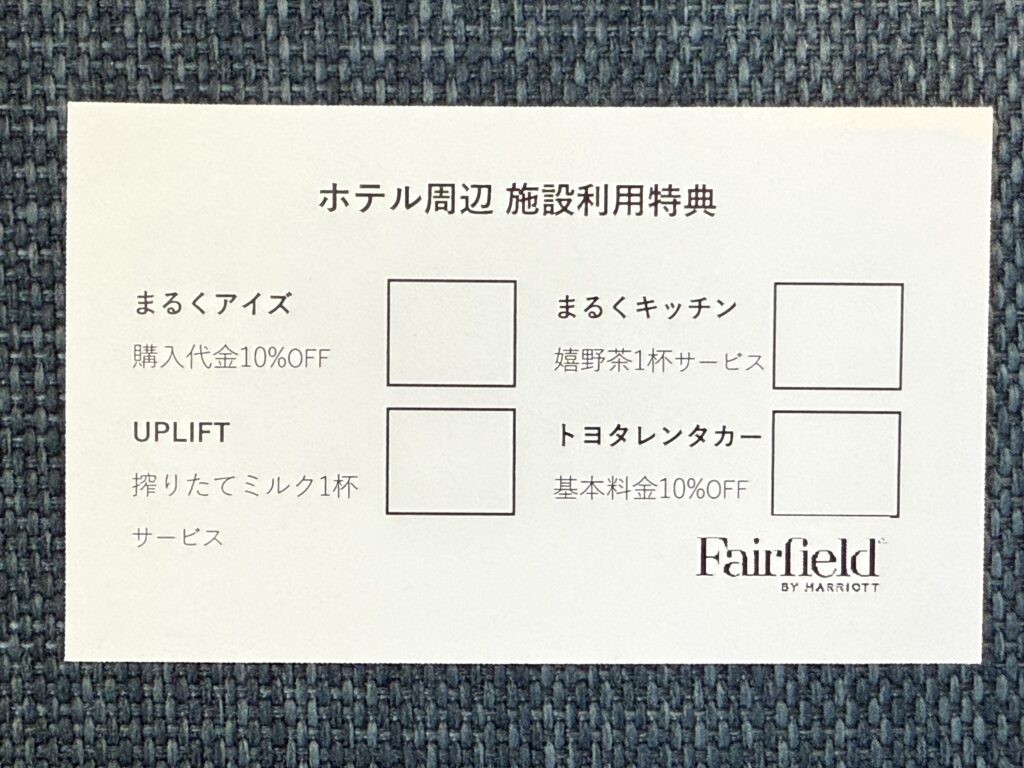 ホテル周辺 施設利用特典
まるくアイズ
購入代金10%OFF
まるくキッチン
嬉野茶1杯サービス
UPLIFT
搾りたてミルク1杯
サービス
トヨタレンタカー
基本料金10%OFF
Fairfield
BY MARRIOTT